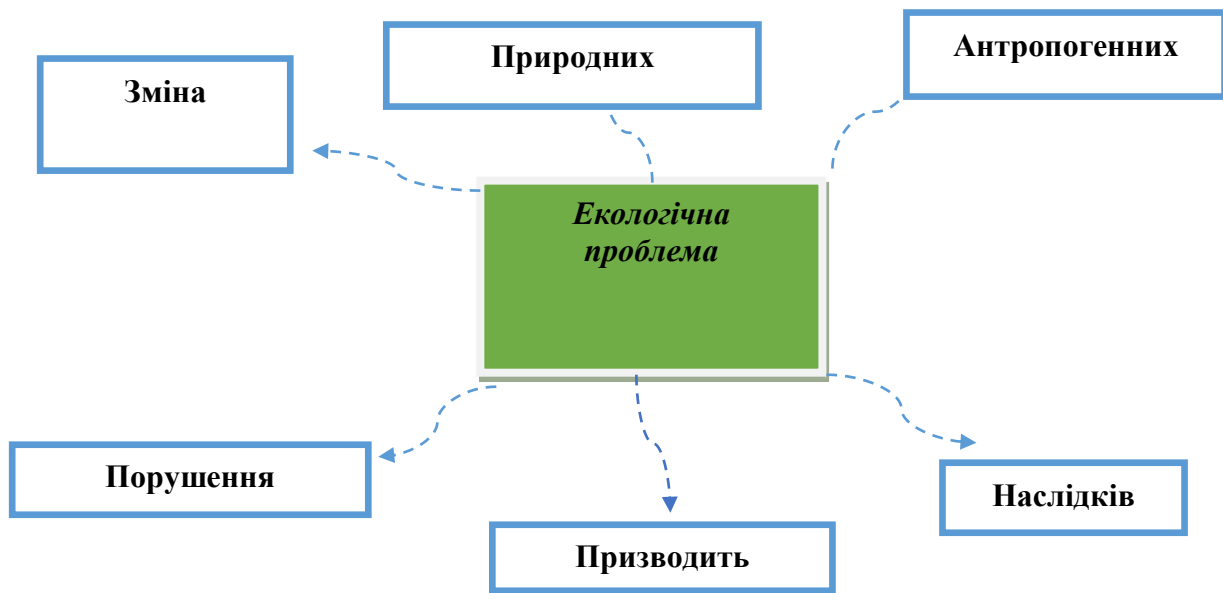 Зміна
Природних
Антропогенних
Екологічна
проблема
Порушення
Призводить
Наслідків